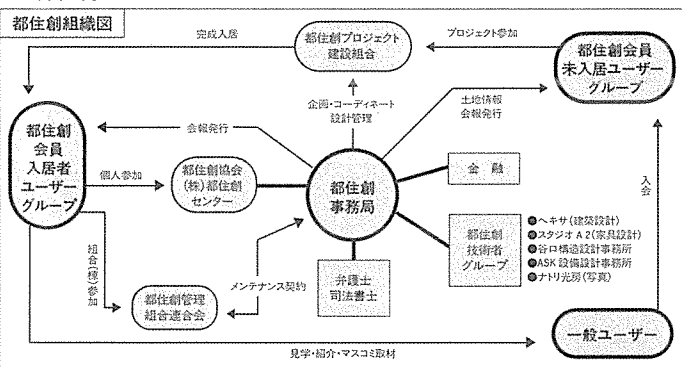 都住創組織図
完成入居
都住創プロジェクト
建設組合
プロジェクト参加
都住創会員
未入居ユーザー
グループ
企画・コーディネート
設計管理
土地情報
会報発行
都住創
会員
入居者
ユーザー
グループ
会報発行
個人参加
都住創協会
(株)都住創
センター
都住創
事務局
金融
入会
都住創
技術者
グループ
●ヘキサ(建築設計)
●スタジオA2(家具設計)
●谷口構造設計事務所
●ASK設備設計事務所
●ナトリ光房(写真)
組合(棟)参加
都住創管理
組合連合会
メンテナンス契約
弁護士
司法書士
一般ユーザー
見学・紹介・マスコミ取材